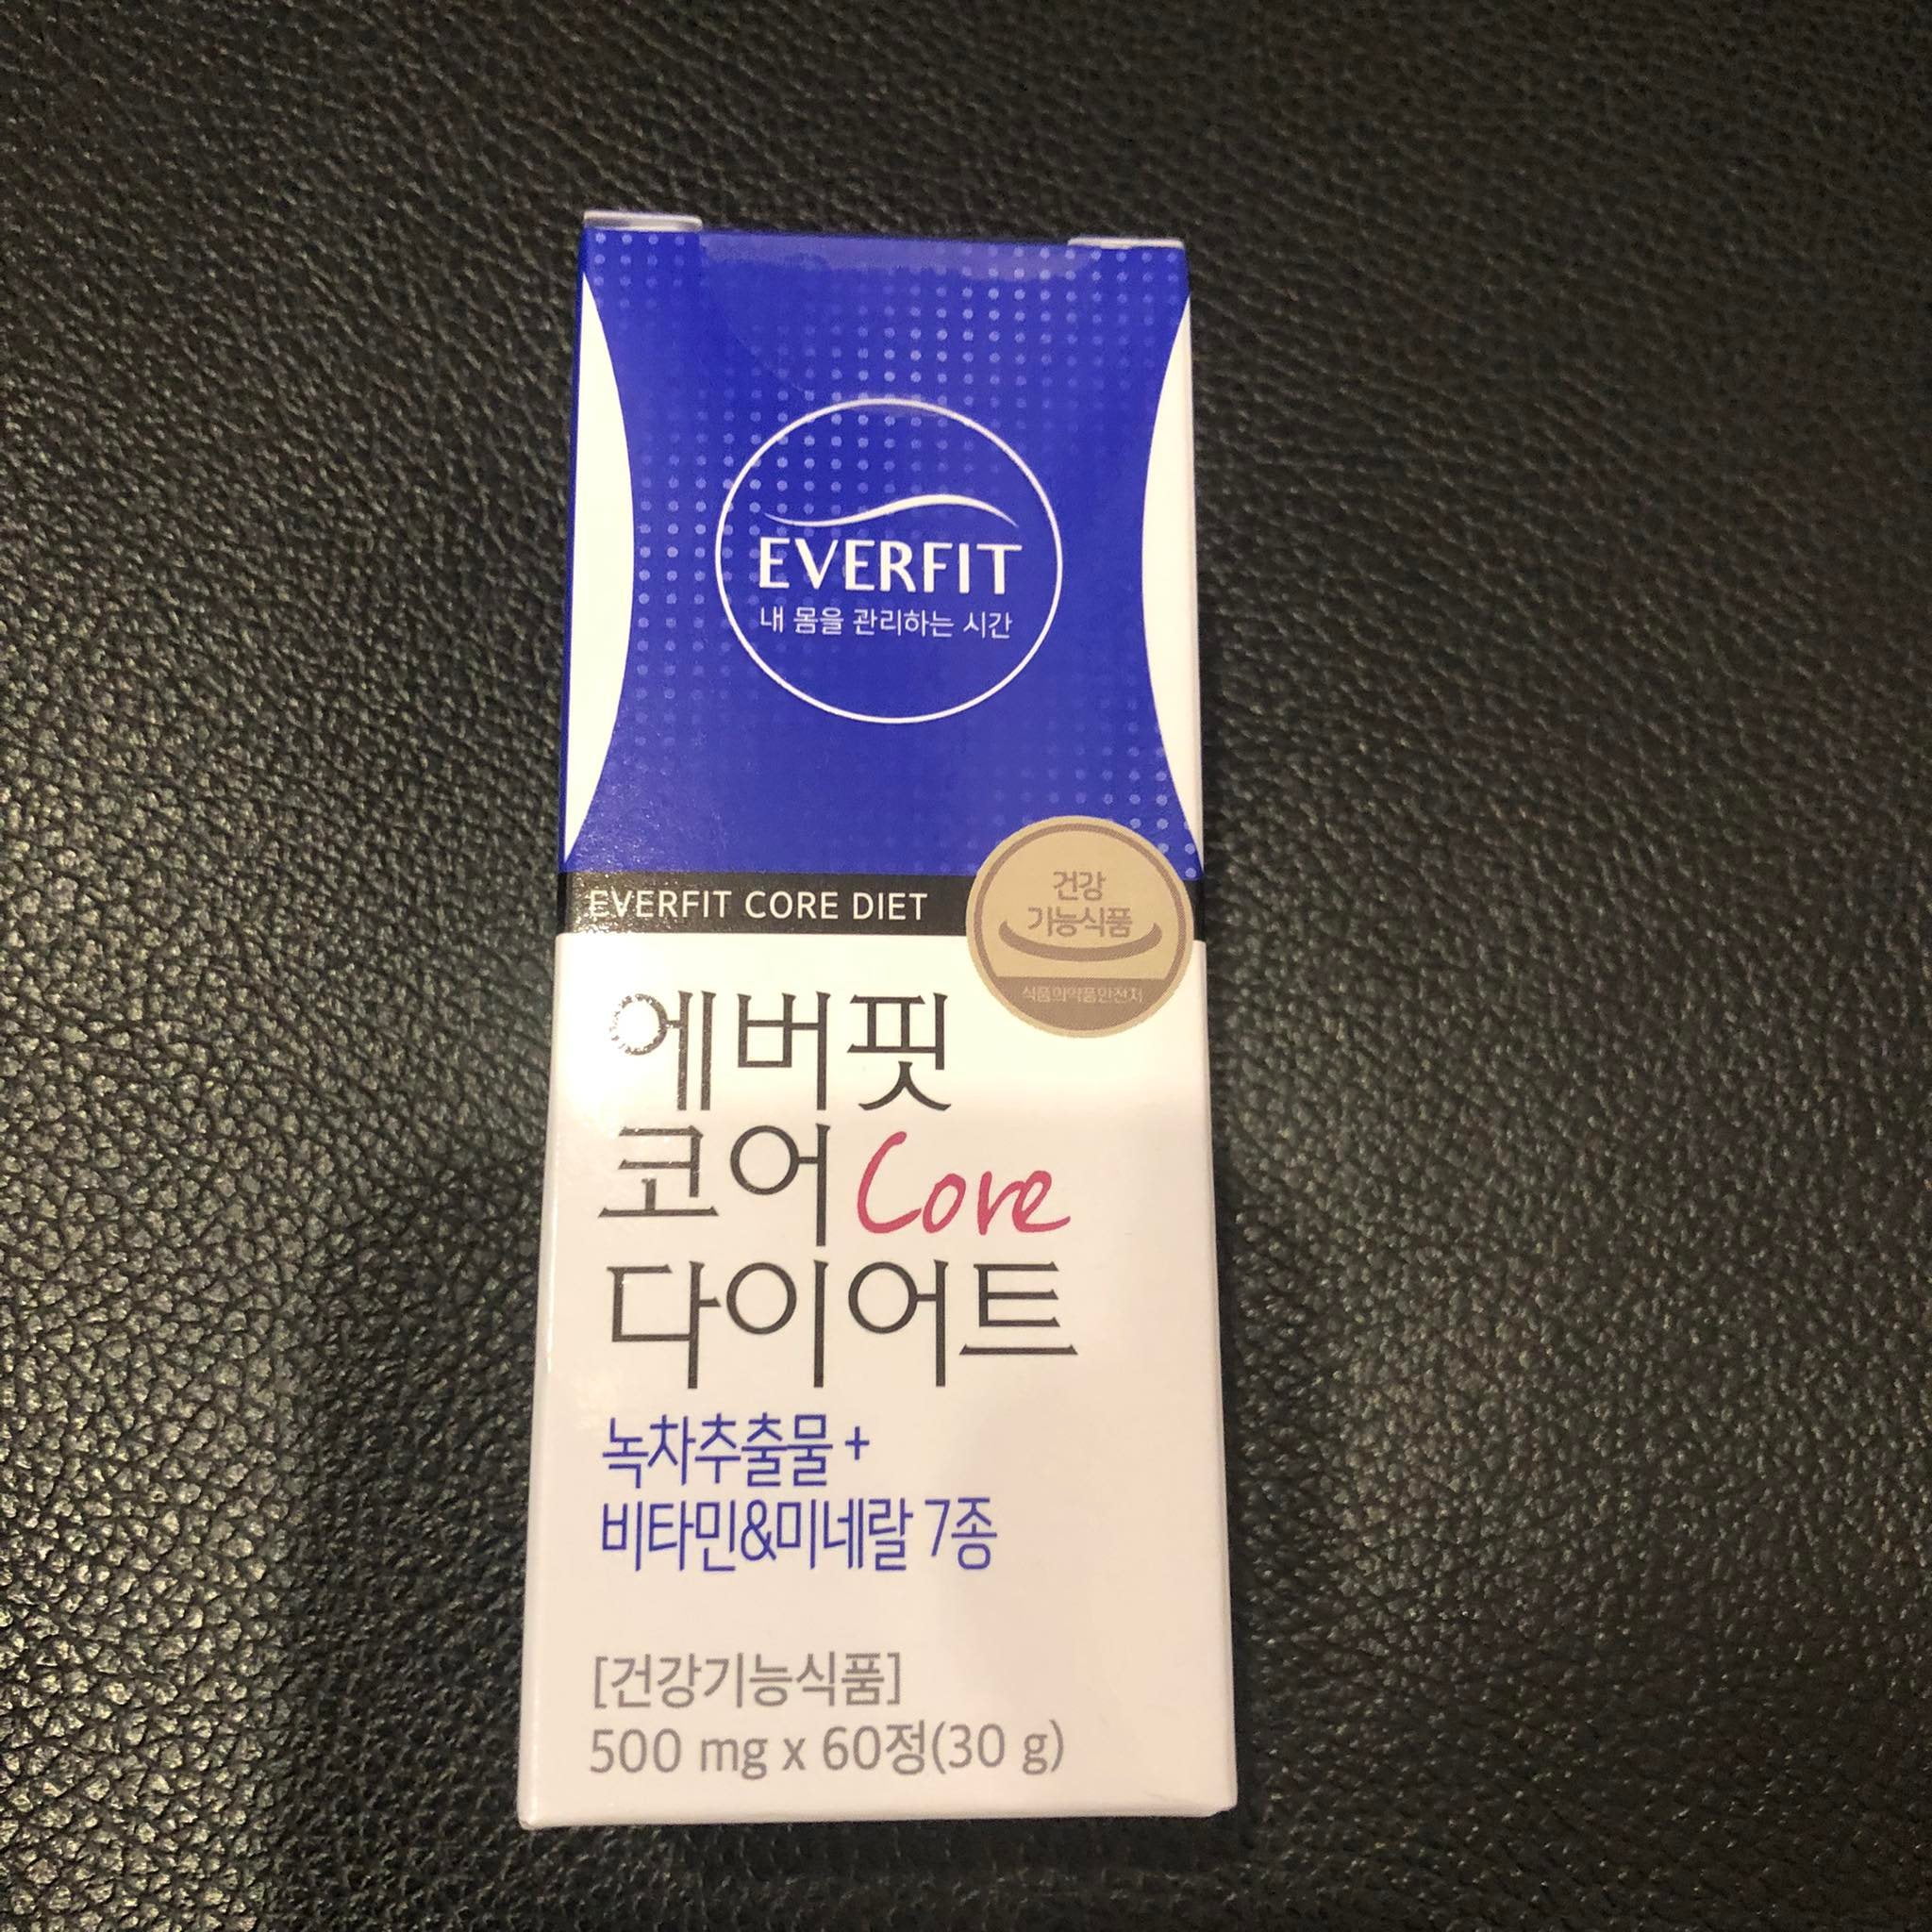 EVERFIT
내 몸을 관리하는 시간
EVERFIT CORE DIET
건강
기능식품
식품의약품안전처
에버핏
코어 Core
다이어트
녹차추출물 +
비타민&미네랄 7종
[건강기능식품]
500 mg x 60정(30 g)